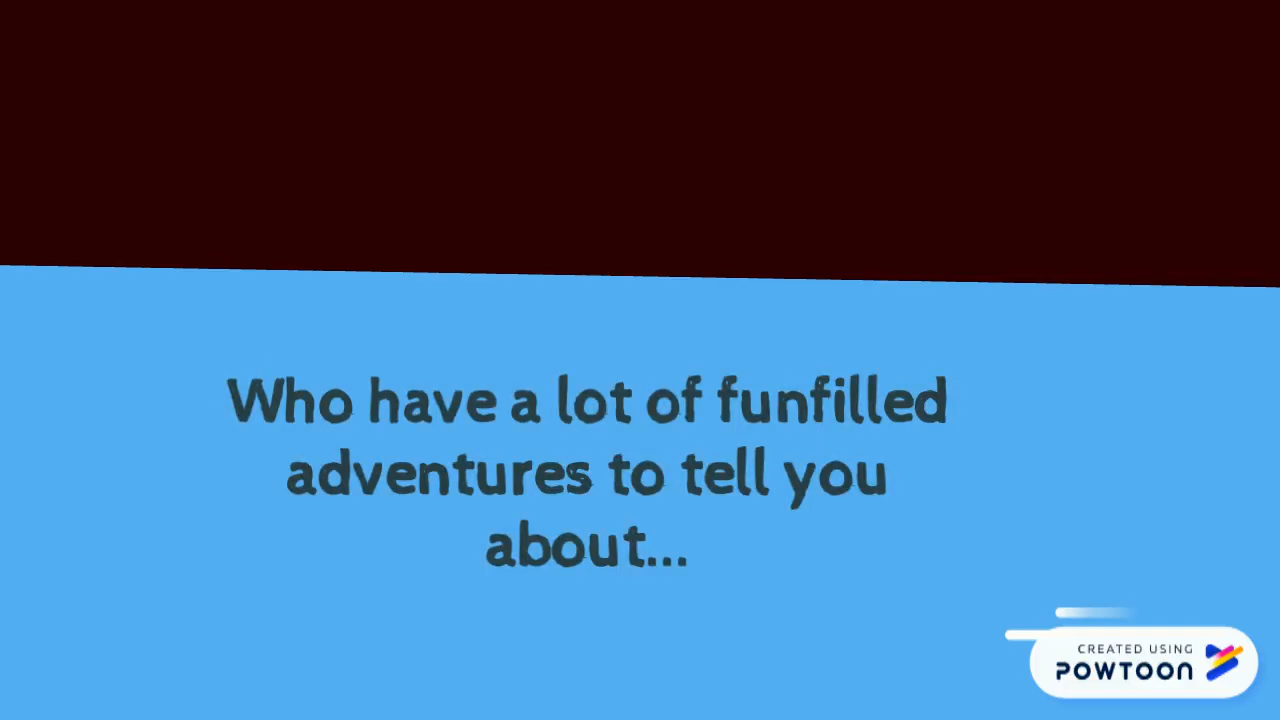 Who have a lot of funfilled
adventures to tell you
about...
CREATED USING
POWTOON